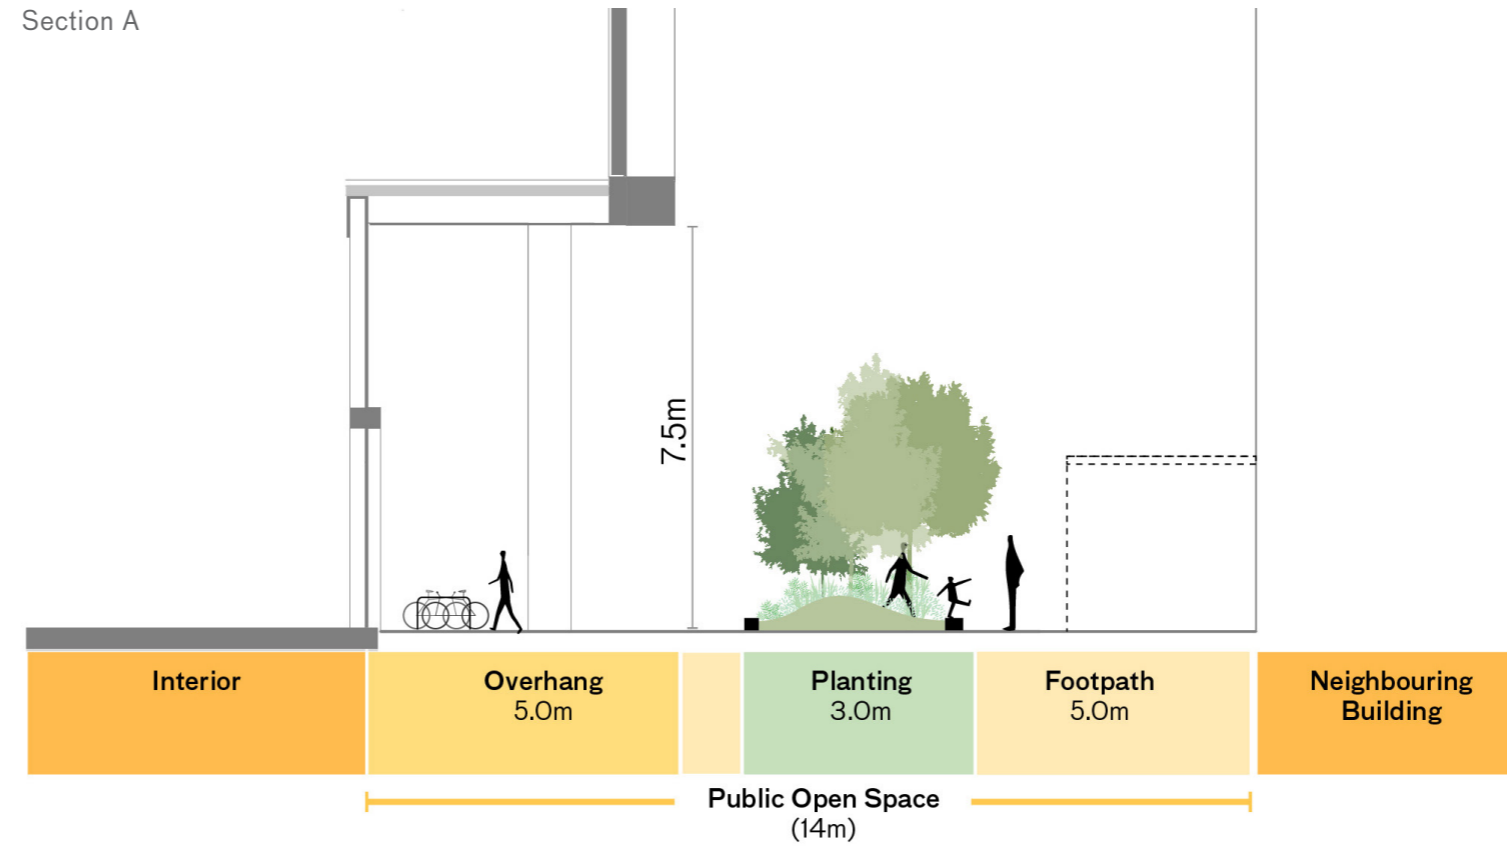 Section A
7.5m
Interior
Overhang
5.0m
Planting
3.0m
Footpath
5.0m
Neighbouring
Building
Public Open Space
(14m)